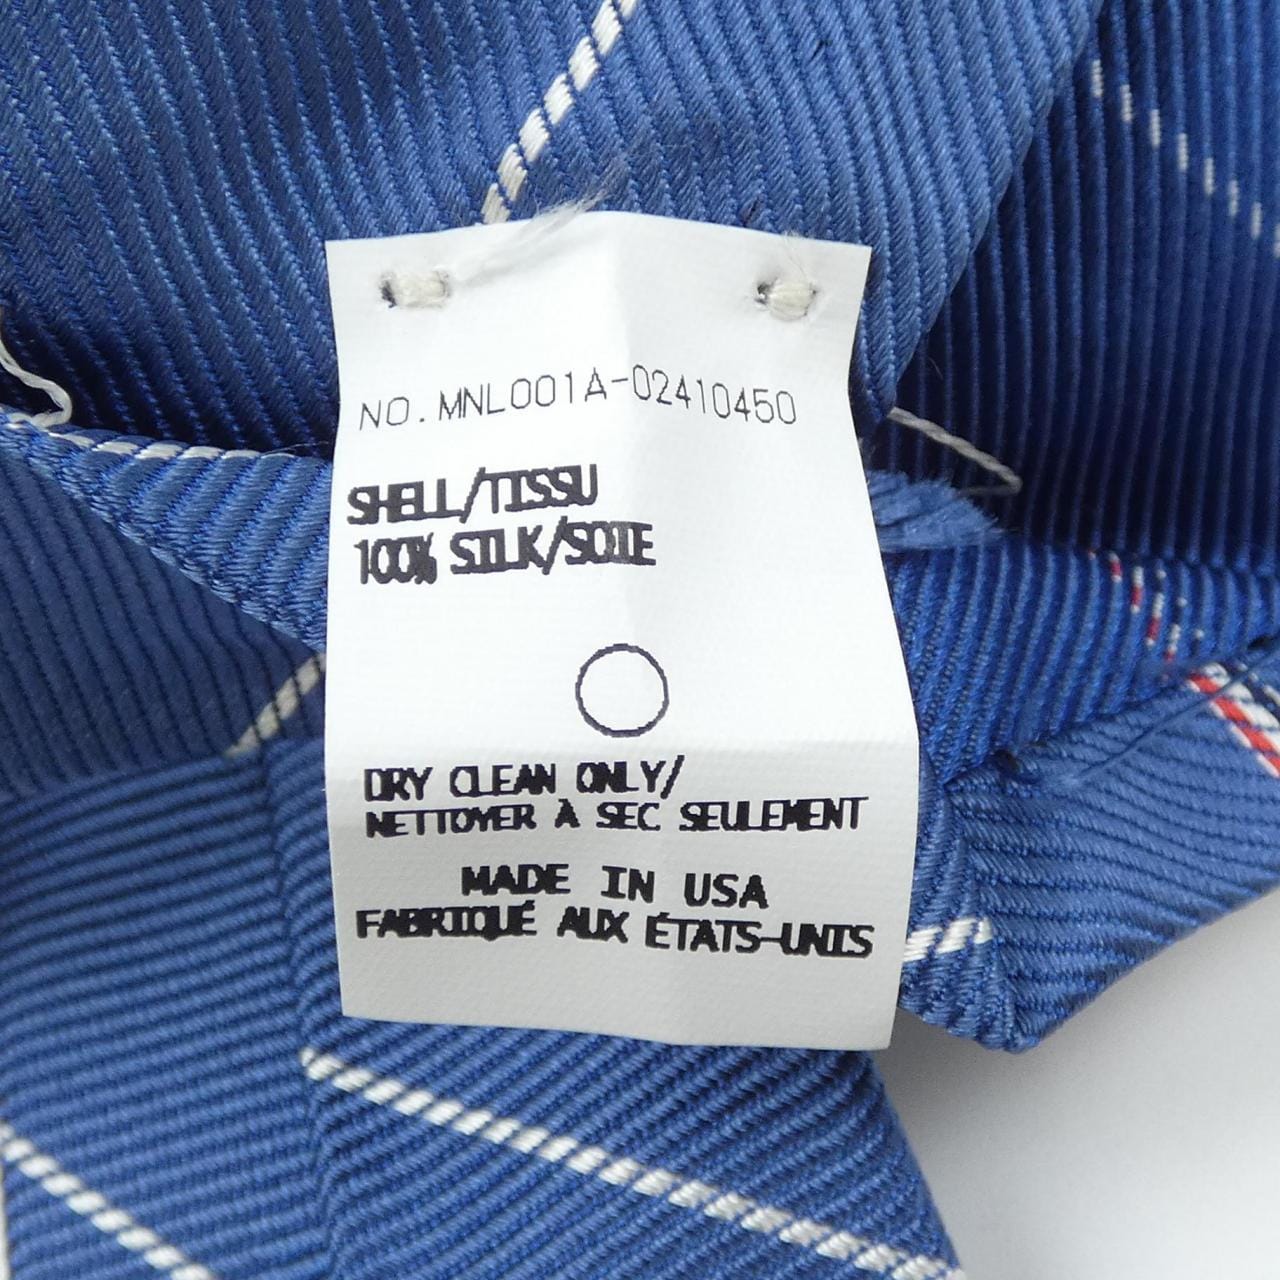 NO. MNL001A-02410450
SHELL/TISSU
100% SILK/SOIE
DRY CLEAN ONLY/
NETTOYER À SEC SEULEMENT
MADE IN USA
FABRIQUÉ AUX ÉTATS-UNIS